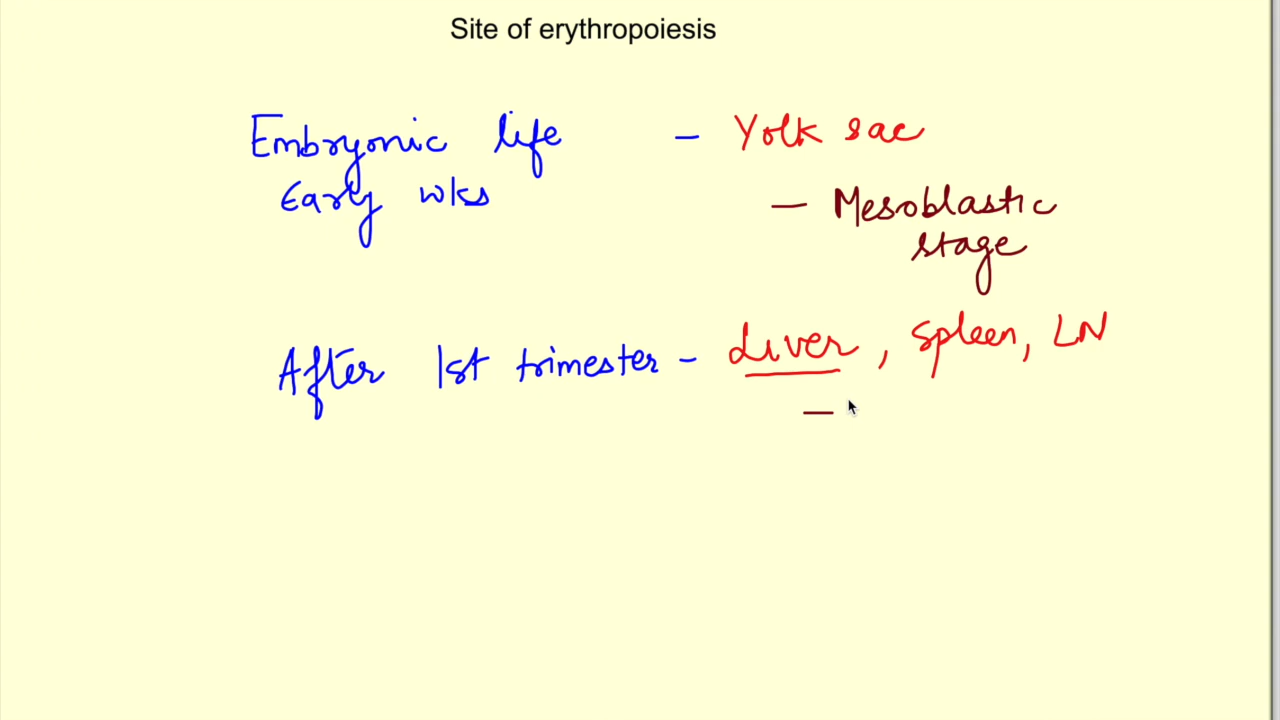 Site of erythropoiesis
Embryonic life - Yolk sac
Early wks
- Mesoblastic
stage
After 1st trimester - Liver, Spleen, LN
-